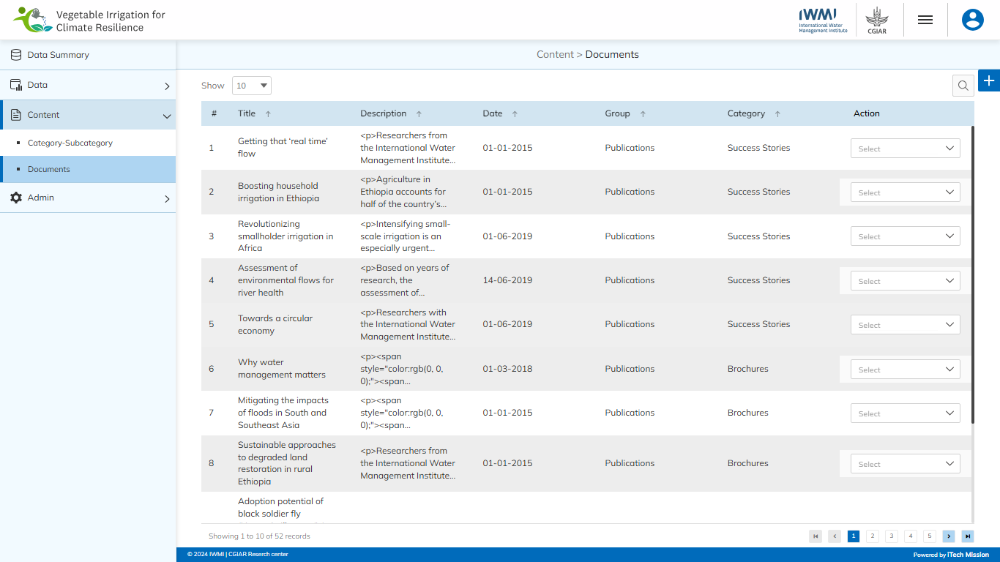 Vegetable Irrigation for
Climate Resilience
IWMI
International Water
Management Institute
CGIAR
Data Summary
Data
Content
Category-Subcategory
Documents
Admin
Content > Documents
Show 10
# Title Description Date Group Category Action
1 Getting that ‘real time’ flow <p>Researchers from the International Water Management Institute... 01-01-2015 Publications Success Stories Select
2 Boosting household irrigation in Ethiopia <p>Agriculture in Ethiopia accounts for half of the country’s... 01-01-2015 Publications Success Stories Select
3 Revolutionizing smallholder irrigation in Africa <p>Intensifying small-scale irrigation is an especially urgent... 01-06-2019 Publications Success Stories Select
4 Assessment of environmental flows for river health <p>Based on years of research, the assessment of... 14-06-2019 Publications Success Stories Select
5 Towards a circular economy <p>Researchers with the International Water Management Institute... 01-06-2019 Publications Success Stories Select
6 Why water management matters <p><span style="color:rgb(0, 0, 0);"><span... 01-03-2018 Publications Brochures Select
7 Mitigating the impacts of floods in South and Southeast Asia <p><span style="color:rgb(0, 0, 0);"><span... 01-01-2015 Publications Brochures Select
8 Sustainable approaches to degraded land restoration in rural Ethiopia <p>Researchers from the International Water Management Institute... 01-01-2015 Publications Brochures Select
Adoption potential of
black soldier fly
Showing 1 to 10 of 52 records
1 2 3 4 5
© 2024 IWMI | CGIAR Reserch center
Powered by iTech Mission